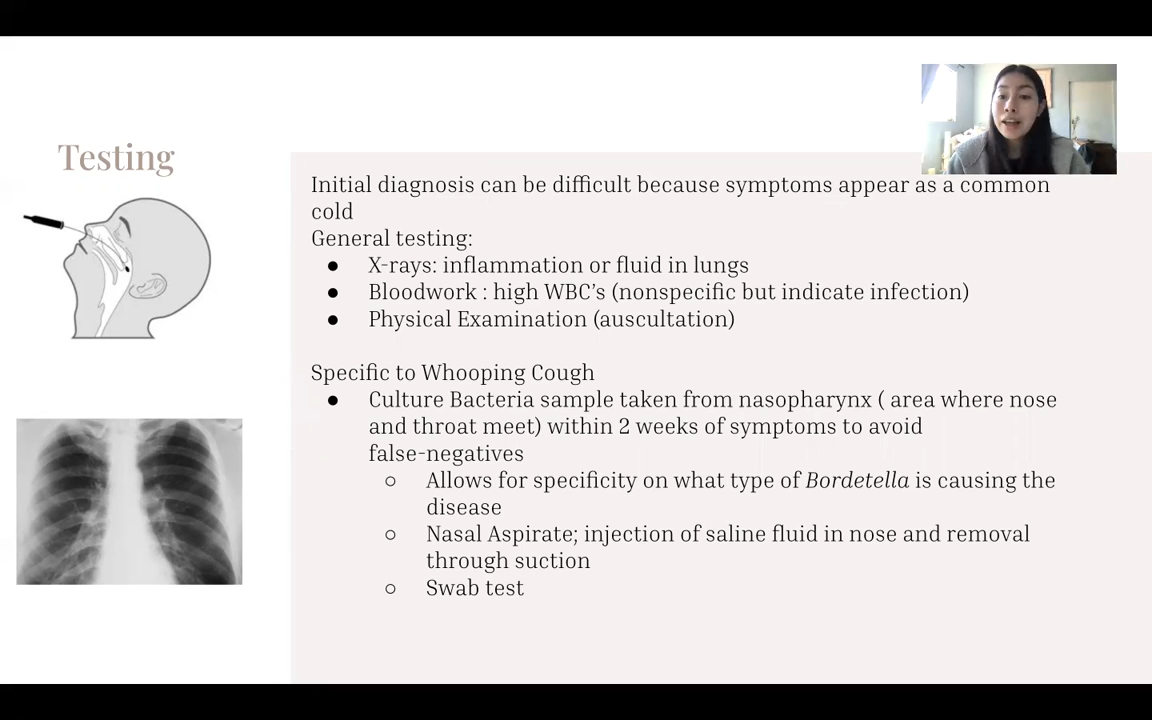 Testing
Initial diagnosis can be difficult because symptoms appear as a common
cold
General testing:
● X-rays: inflammation or fluid in lungs
● Bloodwork : high WBC's (nonspecific but indicate infection)
● Physical Examination (auscultation)
Specific to Whooping Cough
● Culture Bacteria sample taken from nasopharynx ( area where nose
and throat meet) within 2 weeks of symptoms to avoid
false-negatives
○ Allows for specificity on what type of Bordetella is causing the
disease
○ Nasal Aspirate; injection of saline fluid in nose and removal
through suction
○ Swab test